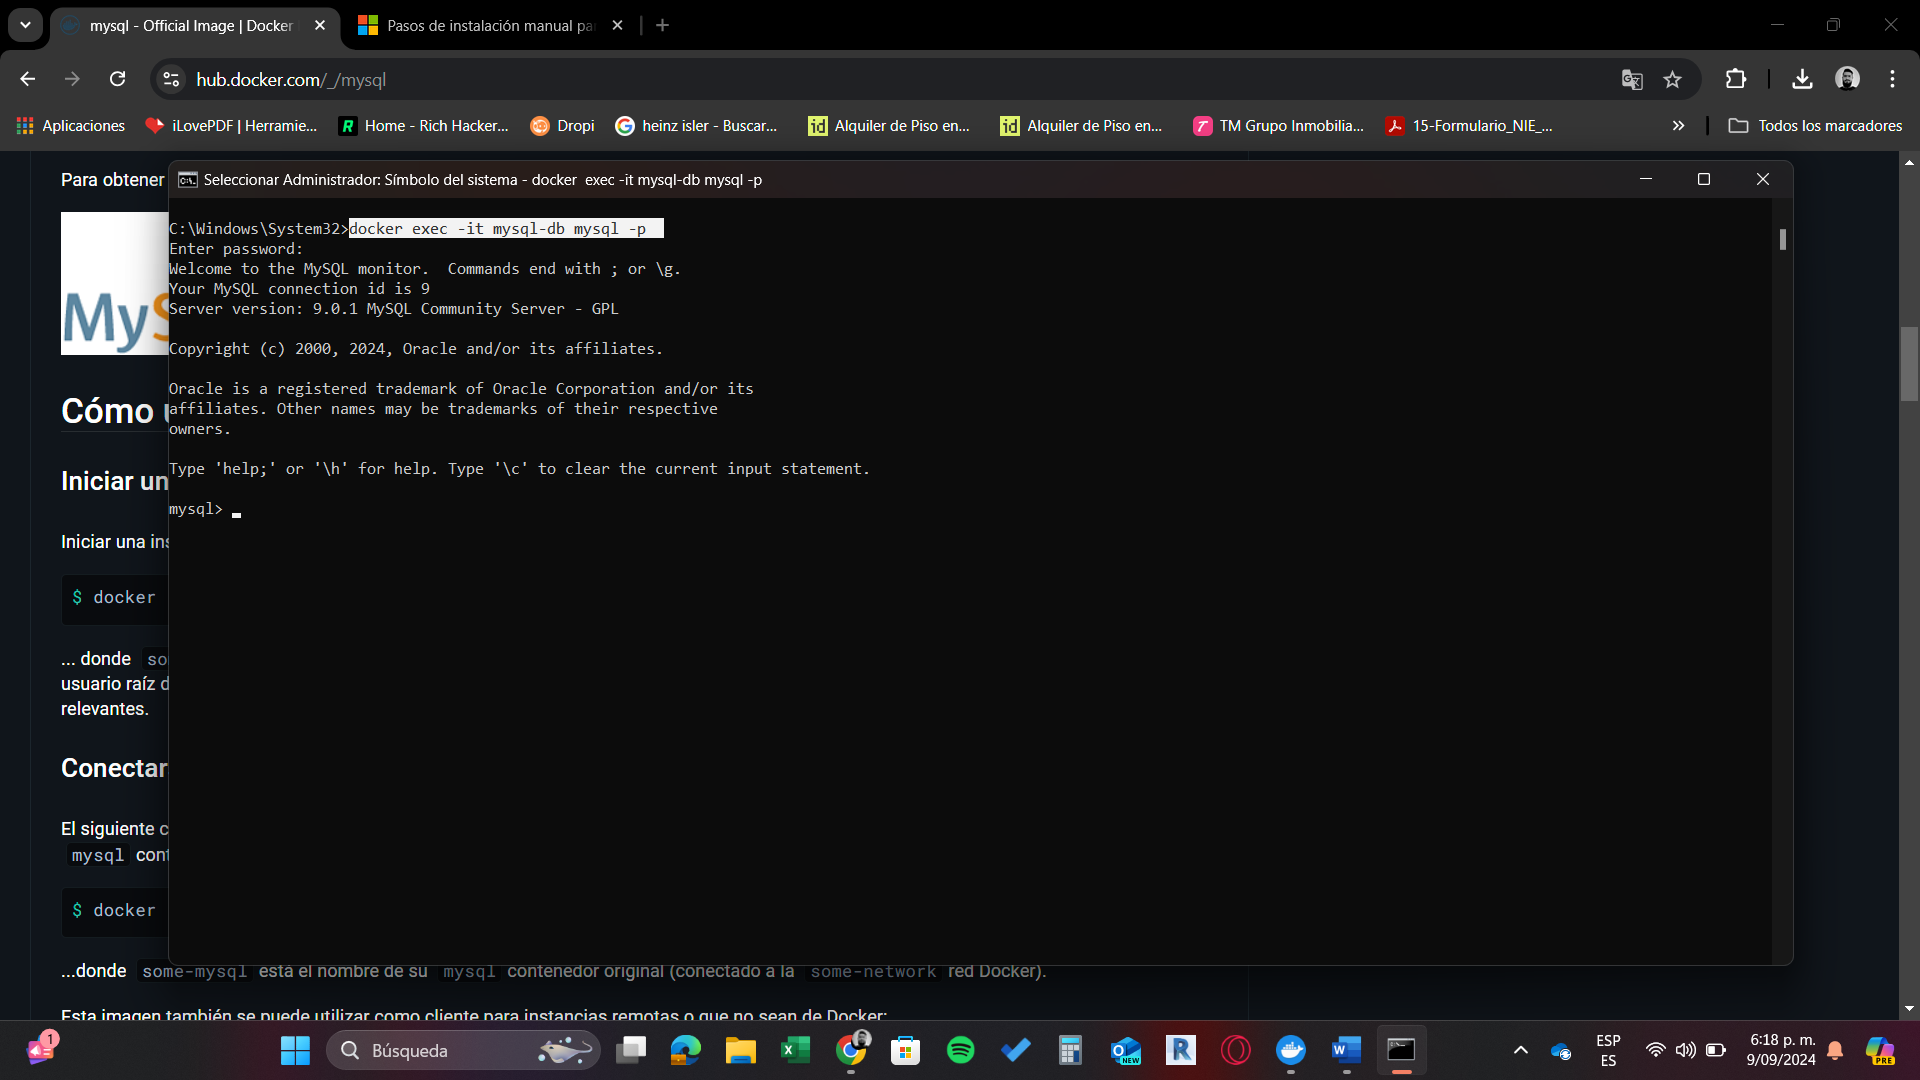 mysql - Official Image | Docker
Pasos de instalación manual pa
hub.docker.com/_/mysql
Aplicaciones
iLovePDF | Herramie...
Home - Rich Hacker...
Dropi
heinz isler - Buscar...
Alquiler de Piso en...
Alquiler de Piso en...
TM Grupo Inmobilia...
15-Formulario_NIE_...
Todos los marcadores
Para obtener
Seleccionar Administrador: Símbolo del sistema - docker  exec -it mysql-db mysql -p
C:\Windows\System32>docker exec -it mysql-db mysql -p
Enter password:
Welcome to the MySQL monitor.  Commands end with ; or \g.
Your MySQL connection id is 9
Server version: 9.0.1 MySQL Community Server - GPL
Copyright (c) 2000, 2024, Oracle and/or its affiliates.
Oracle is a registered trademark of Oracle Corporation and/or its
affiliates. Other names may be trademarks of their respective
owners.
Type 'help;' or '\h' for help. Type '\c' to clear the current input statement.
mysql>
MyS
Cómo u
Iniciar un
Iniciar una ins
$ docker
... donde so
usuario raíz d
relevantes.
Conectar
El siguiente c
mysql cont
$ docker
...donde some-mysql está el nombre de su mysql contenedor original (conectado a la some-network red Docker).
Esta imagen también se puede utilizar como cliente para instancias remotas o que no sean de Docker:
1
Búsqueda
NEW
R
ESP
ES
6:18 p. m.
9/09/2024
PRE